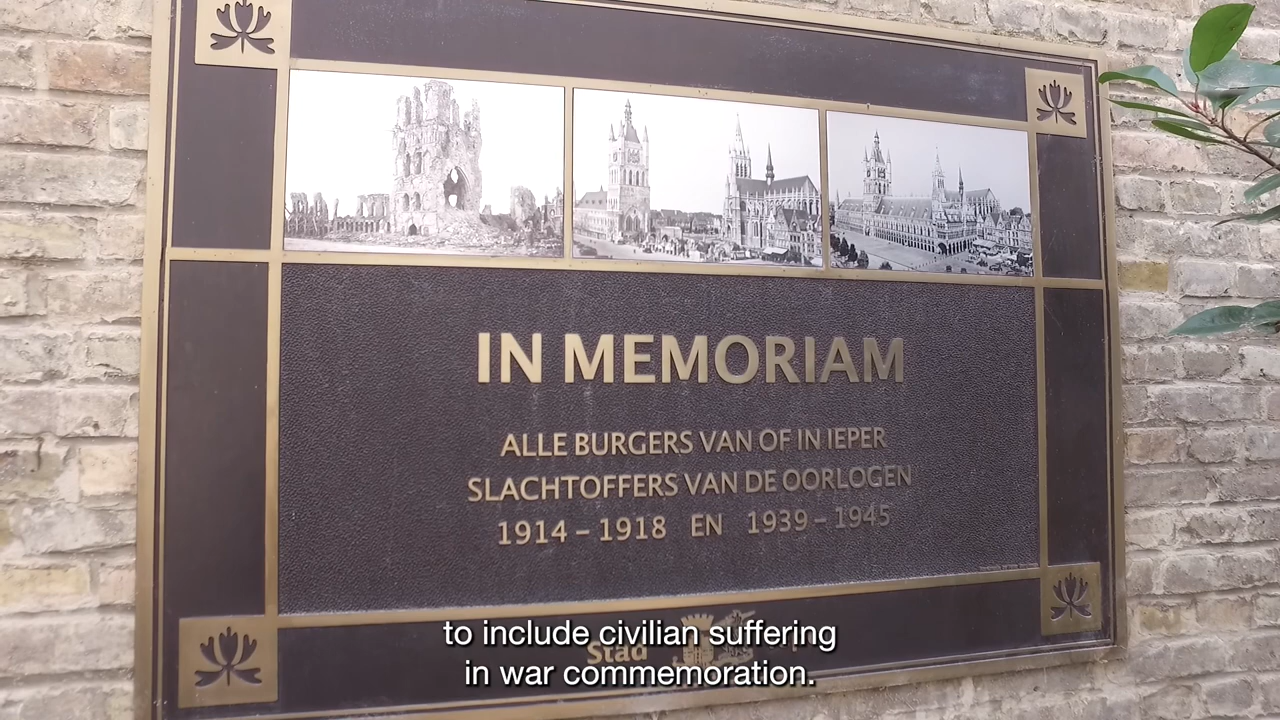 IN MEMORIAM
ALLE BURGERS VAN OF IN IEPER
SLACHTOFFERS VAN DE OORLOGEN
1914 – 1918 EN 1939 – 1945
to include civilian suffering
Stad
in war commemoration.